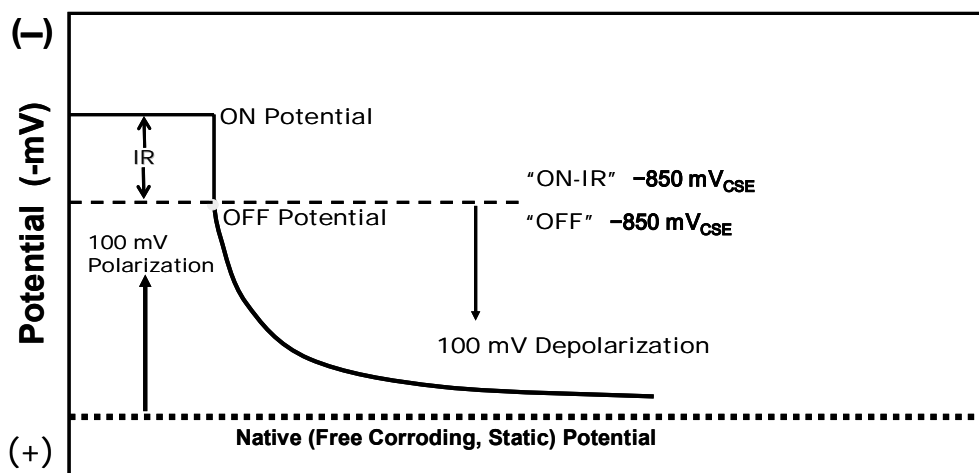 (–)
Potential (-mV)
(+)
ON Potential
IR
"ON-IR" –850 mVCSE
OFF Potential
"OFF" –850 mVCSE
100 mV
Polarization
100 mV Depolarization
Native (Free Corroding, Static) Potential